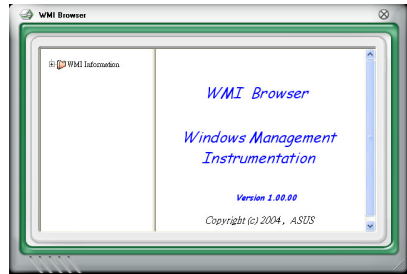 WMI Browser
WMI Information
WMI Browser
Windows Management
Instrumentation
Version 1.00.00
Copyright (c) 2004, ASUS